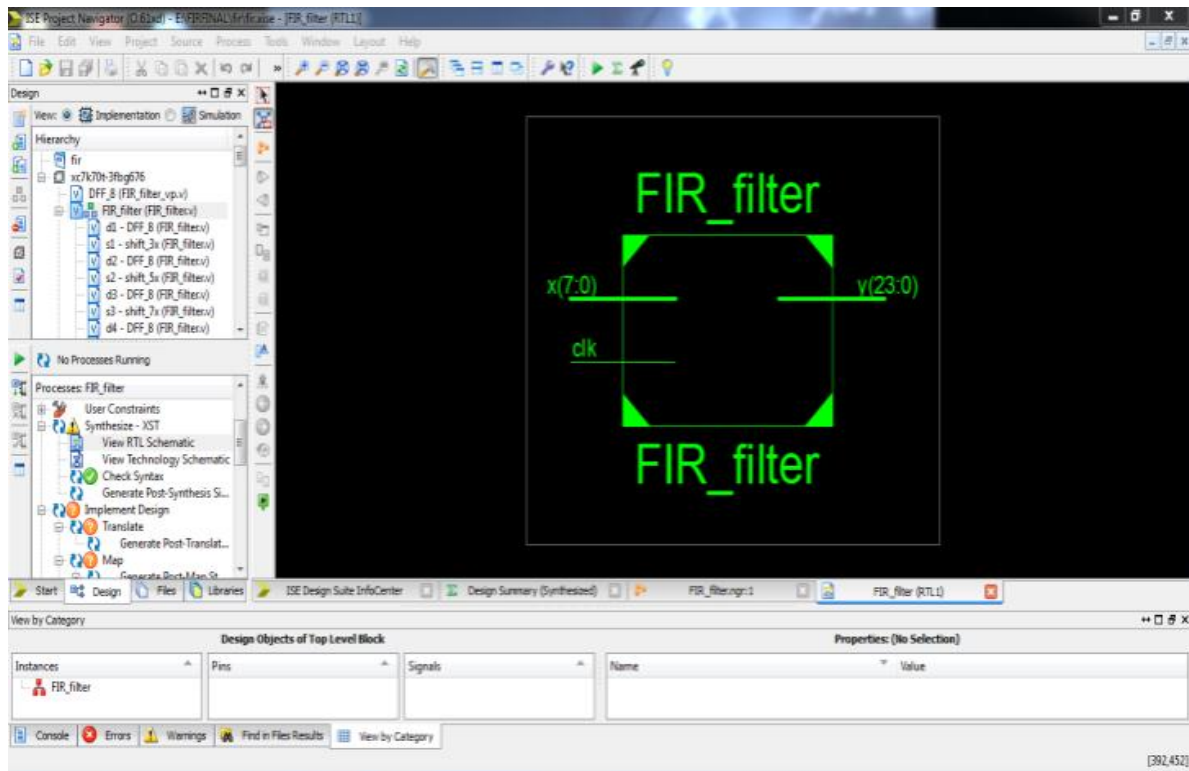 ISE Project Navigator (O.61xd) - E:\FIRFINAL\fir\fir.xise - [FIR_filter (RTL1)]
File Edit View Project Source Process Tools Window Layout Help
Design
View: Implementation Simulation
Hierarchy
fir
xc7k70t-3fbg676
DFF_8 (FIR_filter_vp.v)
FIR_filter (FIR_filter.v)
d1 - DFF_8 (FIR_filter.v)
s1 - shift_3x (FIR_filter.v)
d2 - DFF_8 (FIR_filter.v)
s2 - shift_5x (FIR_filter.v)
d3 - DFF_8 (FIR_filter.v)
s3 - shift_7x (FIR_filter.v)
d4 - DFF_8 (FIR_filter.v)
No Processes Running
Processes: FIR_filter
User Constraints
Synthesize - XST
View RTL Schematic
View Technology Schematic
Check Syntax
Generate Post-Synthesis Si...
Implement Design
Translate
Generate Post-Translat...
Map
Generate Post-Map St...
FIR_filter
x(7:0)
y(23:0)
clk
FIR_filter
Start Design Files Libraries
ISE Design Suite InfoCenter
Design Summary (Synthesized)
FIR_filter.ngr:1
FIR_filter (RTL1)
View by Category
Design Objects of Top Level Block
Properties: (No Selection)
Instances Pins Signals Name Value
FIR_filter
Console Errors Warnings Find in Files Results View by Category
[392,452]